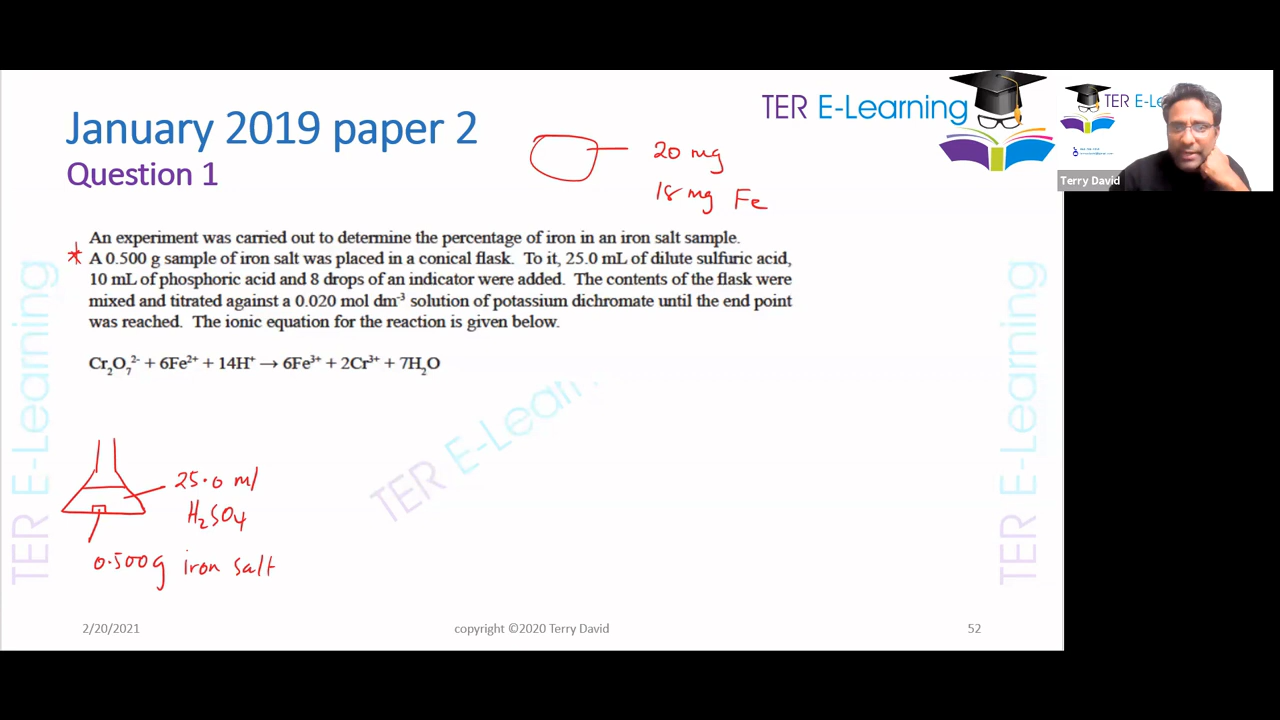 January 2019 paper 2
Question 1
TER E-Learning
TER E-Le
Terry David
20 mg
18 mg Fe
An experiment was carried out to determine the percentage of iron in an iron salt sample.
* A 0.500 g sample of iron salt was placed in a conical flask. To it, 25.0 mL of dilute sulfuric acid,
10 mL of phosphoric acid and 8 drops of an indicator were added. The contents of the flask were
mixed and titrated against a 0.020 mol dm⁻³ solution of potassium dichromate until the end point
was reached. The ionic equation for the reaction is given below.
Cr₂O₇²⁻ + 6Fe²⁺ + 14H⁺ → 6Fe³⁺ + 2Cr³⁺ + 7H₂O
TER E-Learning
TER E-Learning
TER E-Learning
25.0 ml
H₂SO₄
0.500g iron salt
2/20/2021
copyright ©2020 Terry David
52